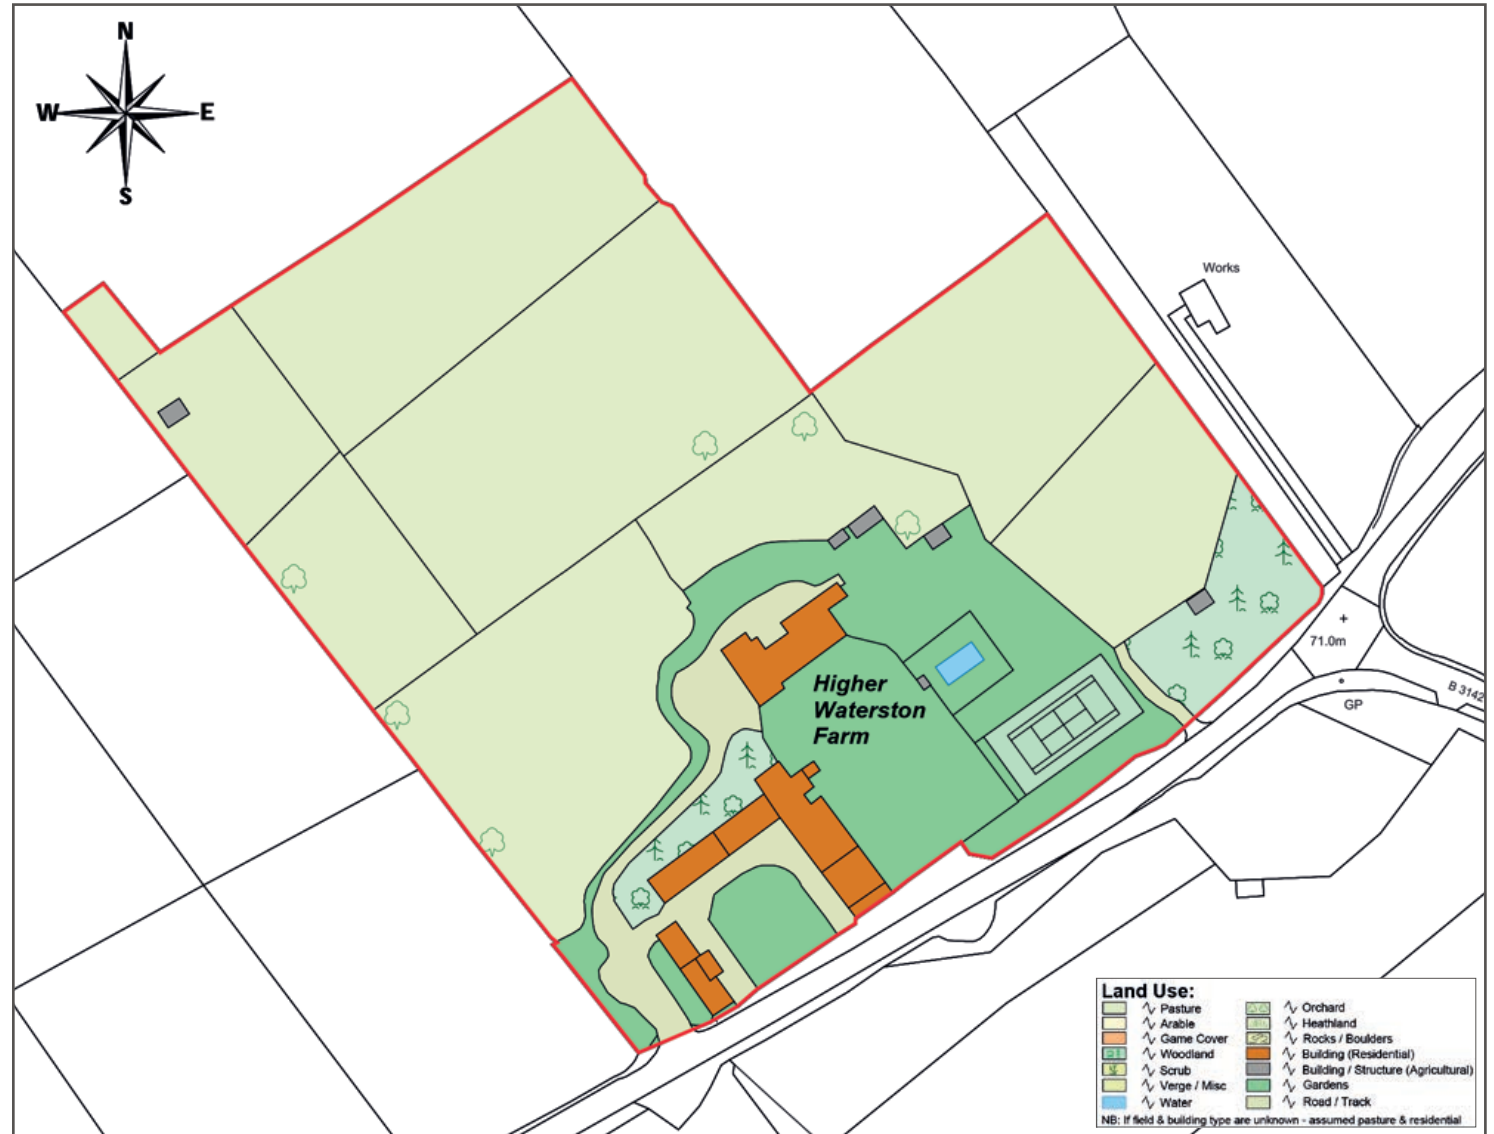 N
W
E
S
Works
71.0m
B 3142
GP
Higher
Waterston
Farm
Land Use:
Pasture
Arable
Game Cover
Woodland
Scrub
Verge / Misc
Water
Orchard
Heathland
Rocks / Boulders
Building (Residential)
Building / Structure (Agricultural)
Gardens
Road / Track
NB: If field & building type are unknown - assumed pasture & residential